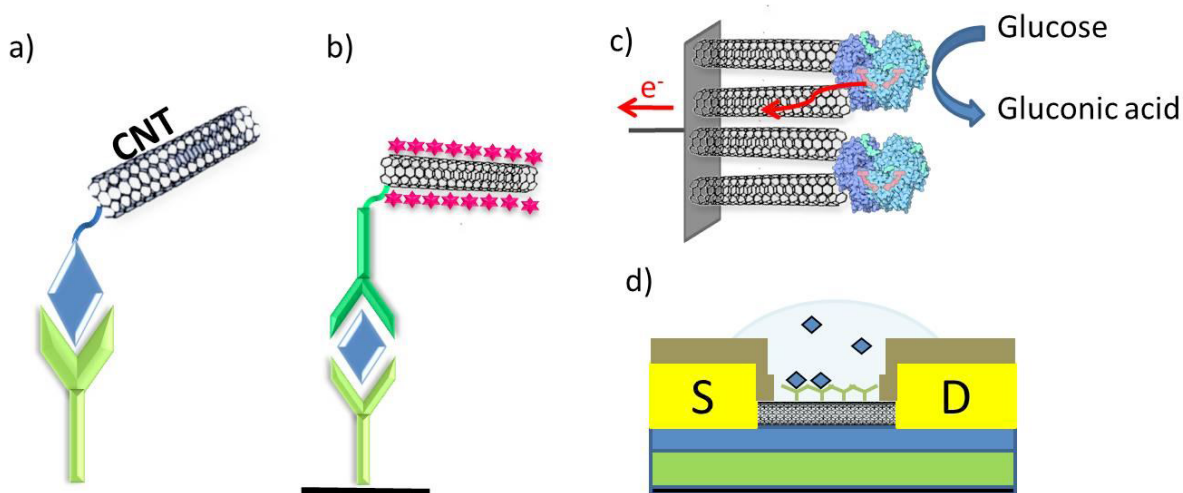 a)
CNT
b)
c)
e-
Glucose
Gluconic acid
d)
S
D